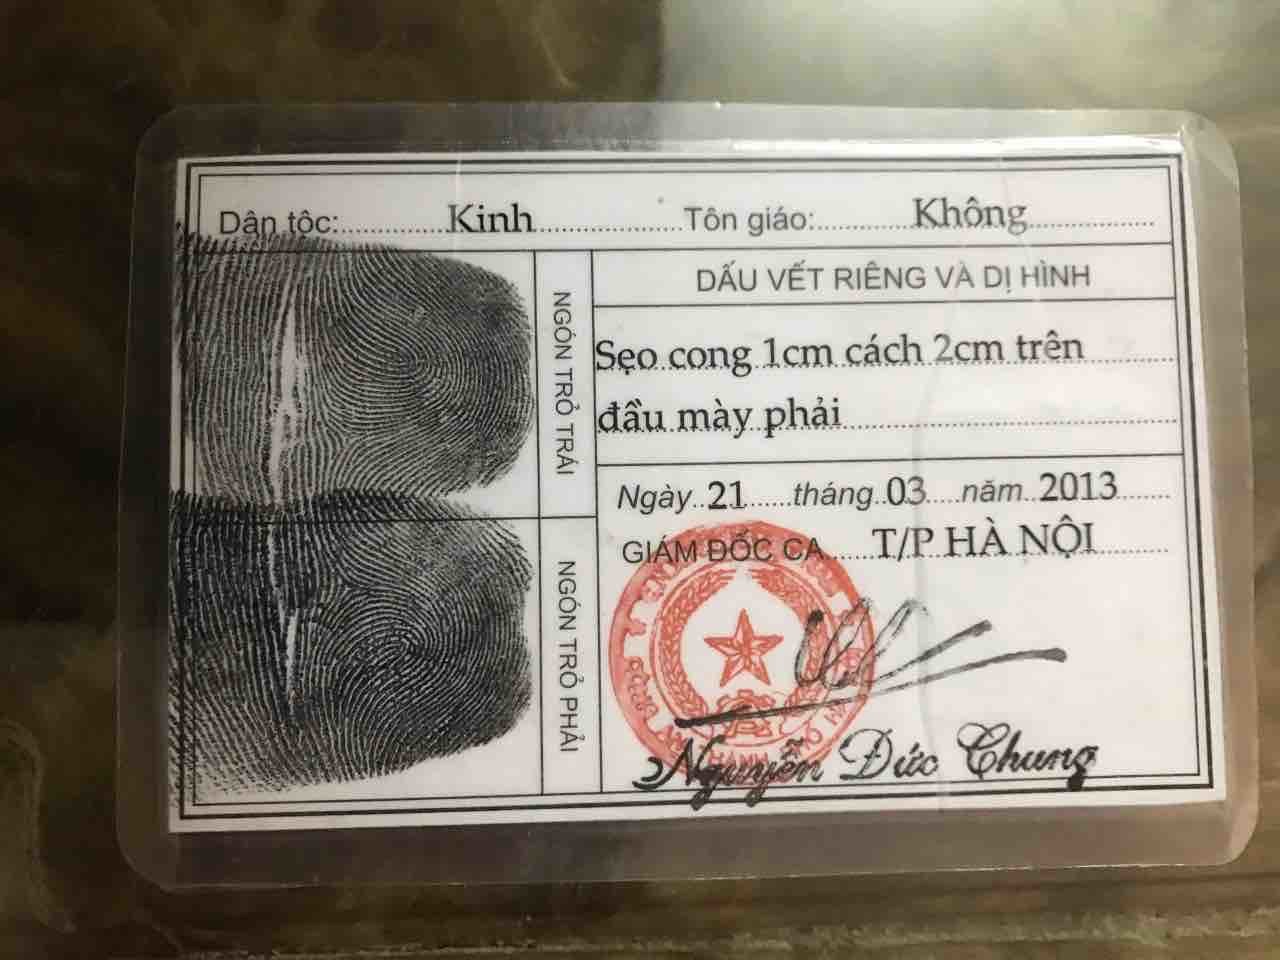 Dân tộc: Kinh Tôn giáo: Không
NGÓN TRỎ TRÁI
NGÓN TRỎ PHẢI
DẤU VẾT RIÊNG VÀ DỊ HÌNH
Sẹo cong 1cm cách 2cm trên
đầu mày phải
Ngày 21 tháng 03 năm 2013
GIÁM ĐỐC CA T/P HÀ NỘI
Nguyễn Đức Chung